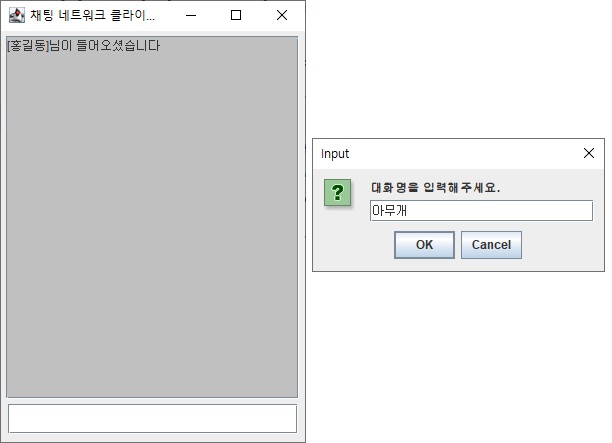 채팅 네트워크 클라이...
[홍길동]님이 들어오셨습니다
Input
대화명을 입력해주세요.
아무개
OK
Cancel